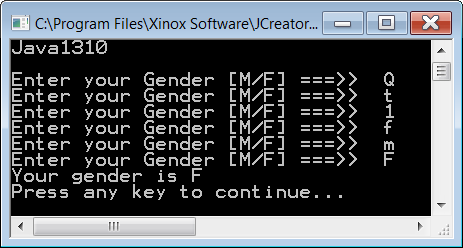 C:\Program Files\Xinox Software\JCreator...
Java1310
Enter your Gender [M/F] ===>>  Q
Enter your Gender [M/F] ===>>  t
Enter your Gender [M/F] ===>>  1
Enter your Gender [M/F] ===>>  f
Enter your Gender [M/F] ===>>  m
Enter your Gender [M/F] ===>>  F
Your gender is F
Press any key to continue...